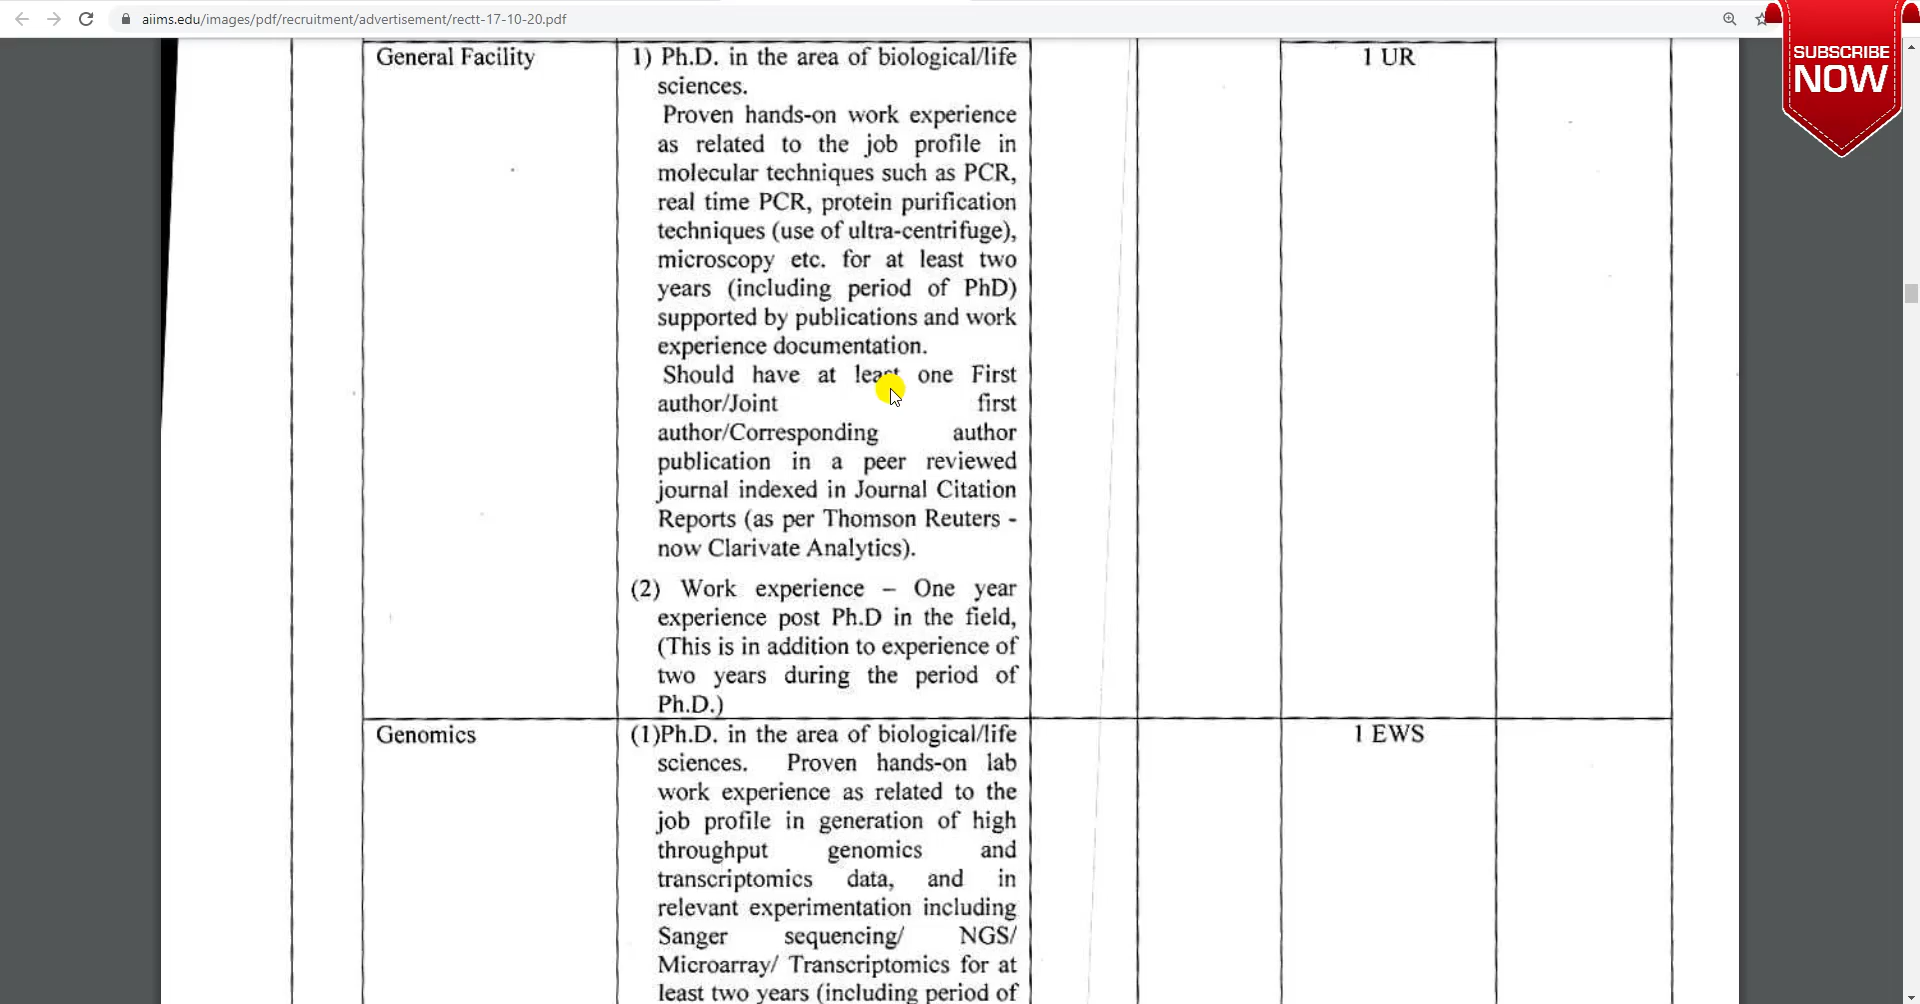 aiims.edu/images/pdf/recruitment/advertisement/rectt-17-10-20.pdf
SUBSCRIBE
NOW
General Facility
1) Ph.D. in the area of biological/life
sciences.
Proven hands-on work experience
as related to the job profile in
molecular techniques such as PCR,
real time PCR, protein purification
techniques (use of ultra-centrifuge),
microscopy etc. for at least two
years (including period of PhD)
supported by publications and work
experience documentation.
Should have at least one First
author/Joint first
author/Corresponding author
publication in a peer reviewed
journal indexed in Journal Citation
Reports (as per Thomson Reuters -
now Clarivate Analytics).
(2) Work experience – One year
experience post Ph.D in the field,
(This is in addition to experience of
two years during the period of
Ph.D.)
1 UR
Genomics
(1)Ph.D. in the area of biological/life
sciences. Proven hands-on lab
work experience as related to the
job profile in generation of high
throughput genomics and
transcriptomics data, and in
relevant experimentation including
Sanger sequencing/ NGS/
Microarray/ Transcriptomics for at
least two years (including period of
1 EWS